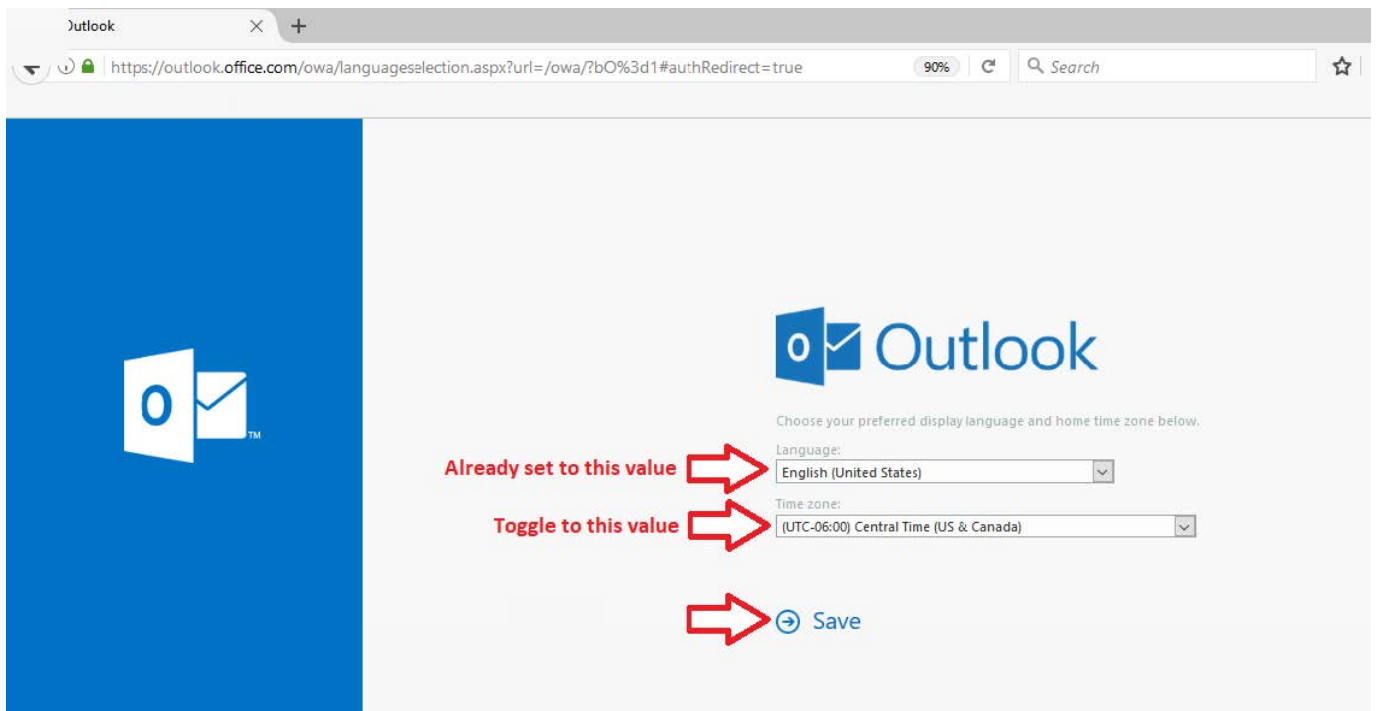 Outlook
https://outlook.office.com/owa/languageselection.aspx?url=/owa/?bO%3d1#authRedirect=true
90%
Search
O
TM
O
Outlook
Choose your preferred display language and home time zone below.
Language:
Already set to this value
English (United States)
Time zone:
Toggle to this value
(UTC-06:00) Central Time (US & Canada)
Save